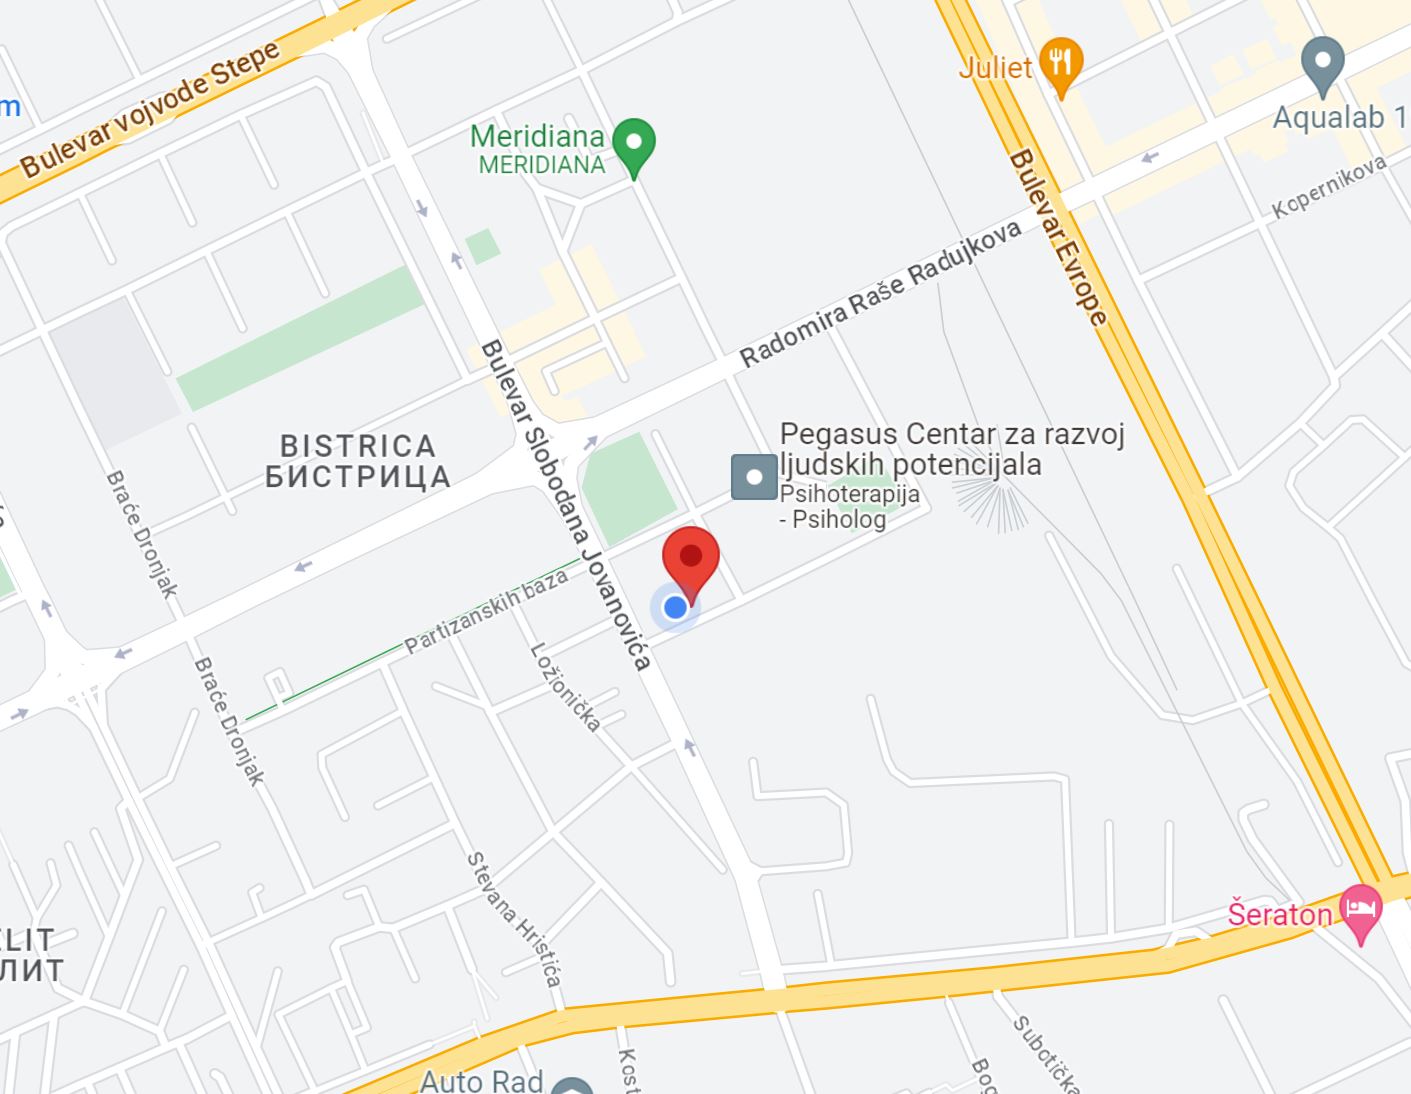 Bulevar vojvode Stepe
m
Juliet
Aqualab 1
Meridiana
MERIDIANA
Bulevar Evrope
Kopernikova
Radomira Raše Radujkova
Bulevar Slobodana Jovanovića
BISTRICA
БИСТРИЦА
Pegasus Centar za razvoj
ljudskih potencijala
Psihoterapija
- Psiholog
Braće Dronjak
Partizanskih baza
Ložionička
Braće Dronjak
Stevana Hristića
Šeraton
ELIT
ЛИТ
Auto Rad
Kost
Bog
Subotička